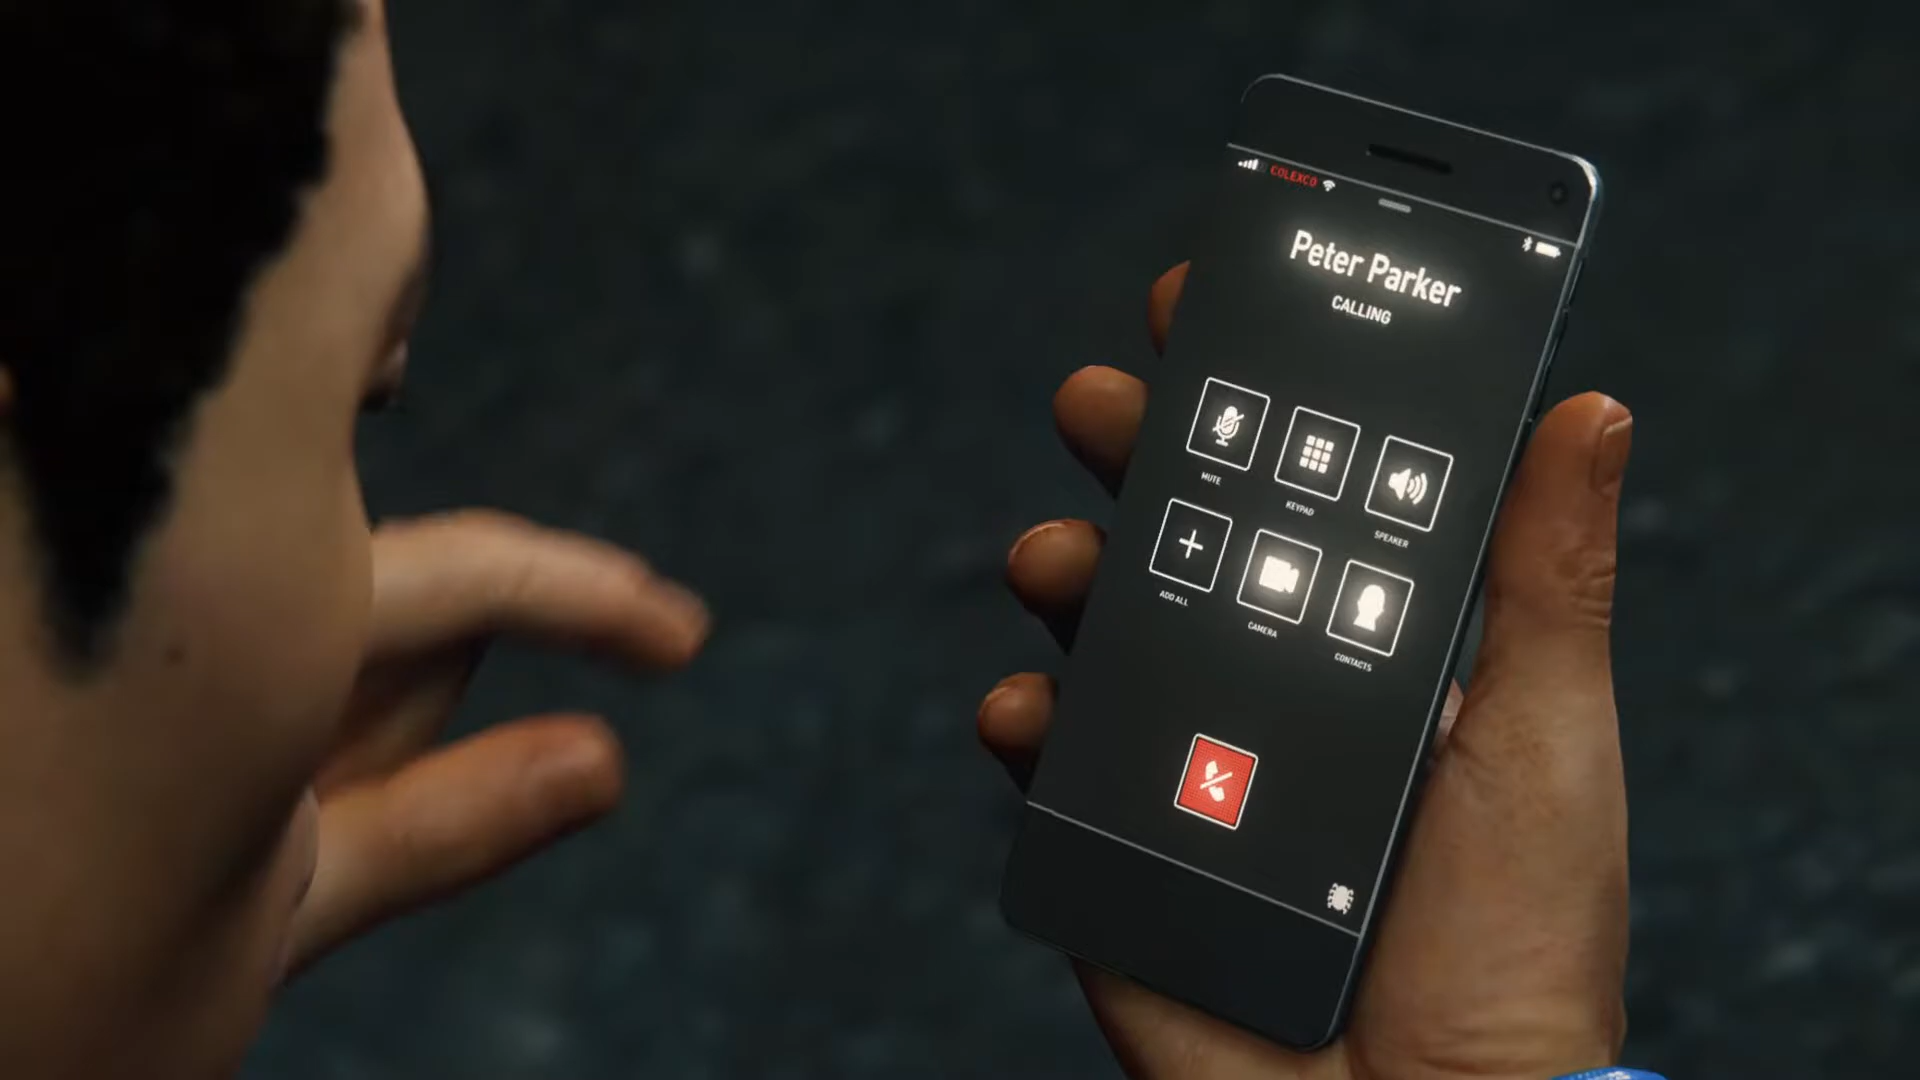 COLEXCO
Peter Parker
CALLING
MUTE
KEYPAD
SPEAKER
ADD ALL
CAMERA
CONTACTS